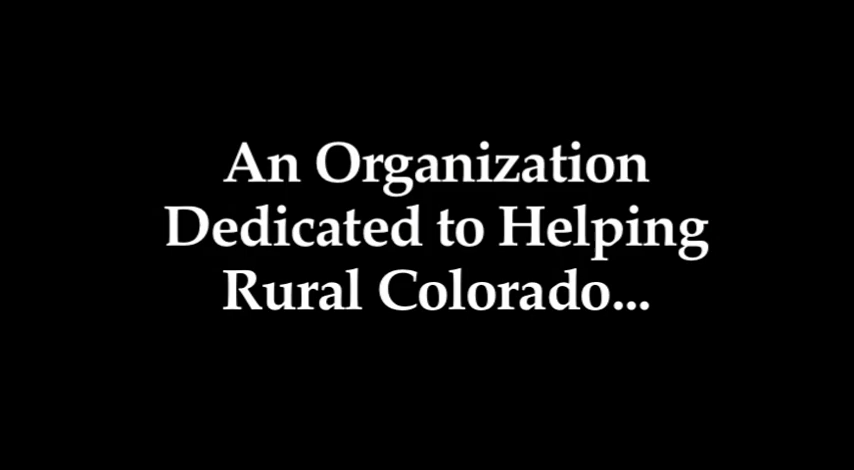 An Organization
Dedicated to Helping
Rural Colorado...